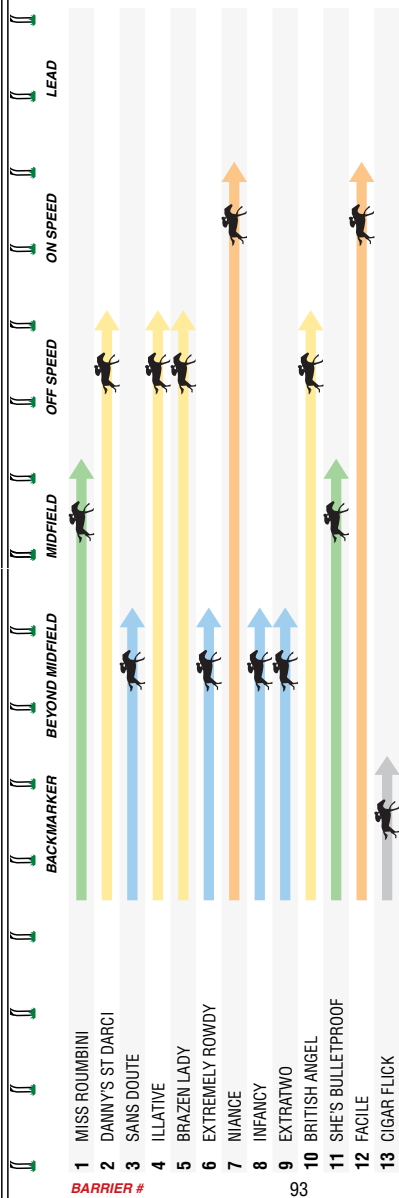 BACKMARKER BEYOND MIDFIELD MIDFIELD OFF SPEED ON SPEED LEAD
1 MISS ROUMBINI
2 DANNY'S ST DARCI
3 SANS DOUTE
4 ILLATIVE
5 BRAZEN LADY
6 EXTREMELY ROWDY
7 NIANCE
8 INFANCY
9 EXTRATWO
10 BRITISH ANGEL
11 SHE'S BULLETPROOF
12 FACILE
13 CIGAR FLICK
BARRIER #
93